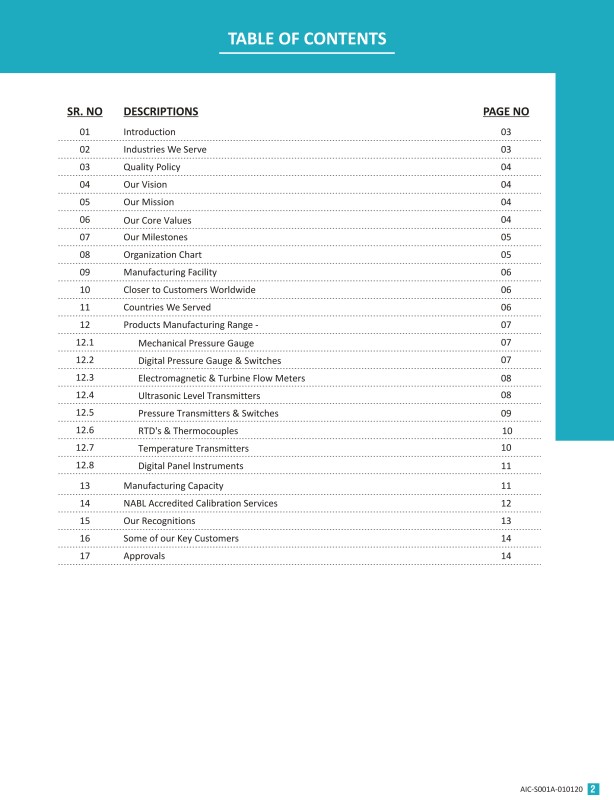 TABLE OF CONTENTS
SR. NO DESCRIPTIONS PAGE NO
01 Introduction 03
02 Industries We Serve 03
03 Quality Policy 04
04 Our Vision 04
05 Our Mission 04
06 Our Core Values 04
07 Our Milestones 05
08 Organization Chart 05
09 Manufacturing Facility 06
10 Closer to Customers Worldwide 06
11 Countries We Served 06
12 Products Manufacturing Range - 07
12.1 Mechanical Pressure Gauge 07
12.2 Digital Pressure Gauge & Switches 07
12.3 Electromagnetic & Turbine Flow Meters 08
12.4 Ultrasonic Level Transmitters 08
12.5 Pressure Transmitters & Switches 09
12.6 RTD's & Thermocouples 10
12.7 Temperature Transmitters 10
12.8 Digital Panel Instruments 11
13 Manufacturing Capacity 11
14 NABL Accredited Calibration Services 12
15 Our Recognitions 13
16 Some of our Key Customers 14
17 Approvals 14
AIC-S001A-010120 2